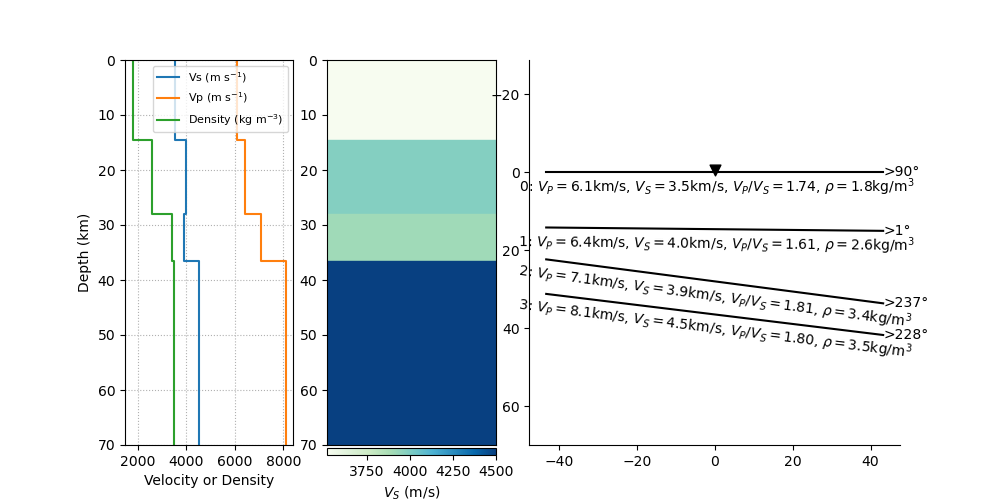 0
10
20
30
40
50
60
70
Depth (km)
Vs (m s⁻¹)
Vp (m s⁻¹)
Density (kg m⁻³)
2000 4000 6000 8000
Velocity or Density
0
10
20
30
40
50
60
70
3750 4000 4250 4500
V_S (m/s)
−20
0
20
40
60
>90°
0: V_P = 6.1km/s, V_S = 3.5km/s, V_P/V_S = 1.74, ρ = 1.8kg/m³
>1°
1: V_P = 6.4km/s, V_S = 4.0km/s, V_P/V_S = 1.61, ρ = 2.6kg/m³
>237°
2: V_P = 7.1km/s, V_S = 3.9km/s, V_P/V_S = 1.81, ρ = 3.4kg/m³
>228°
3: V_P = 8.1km/s, V_S = 4.5km/s, V_P/V_S = 1.80, ρ = 3.5kg/m³
−40 −20 0 20 40